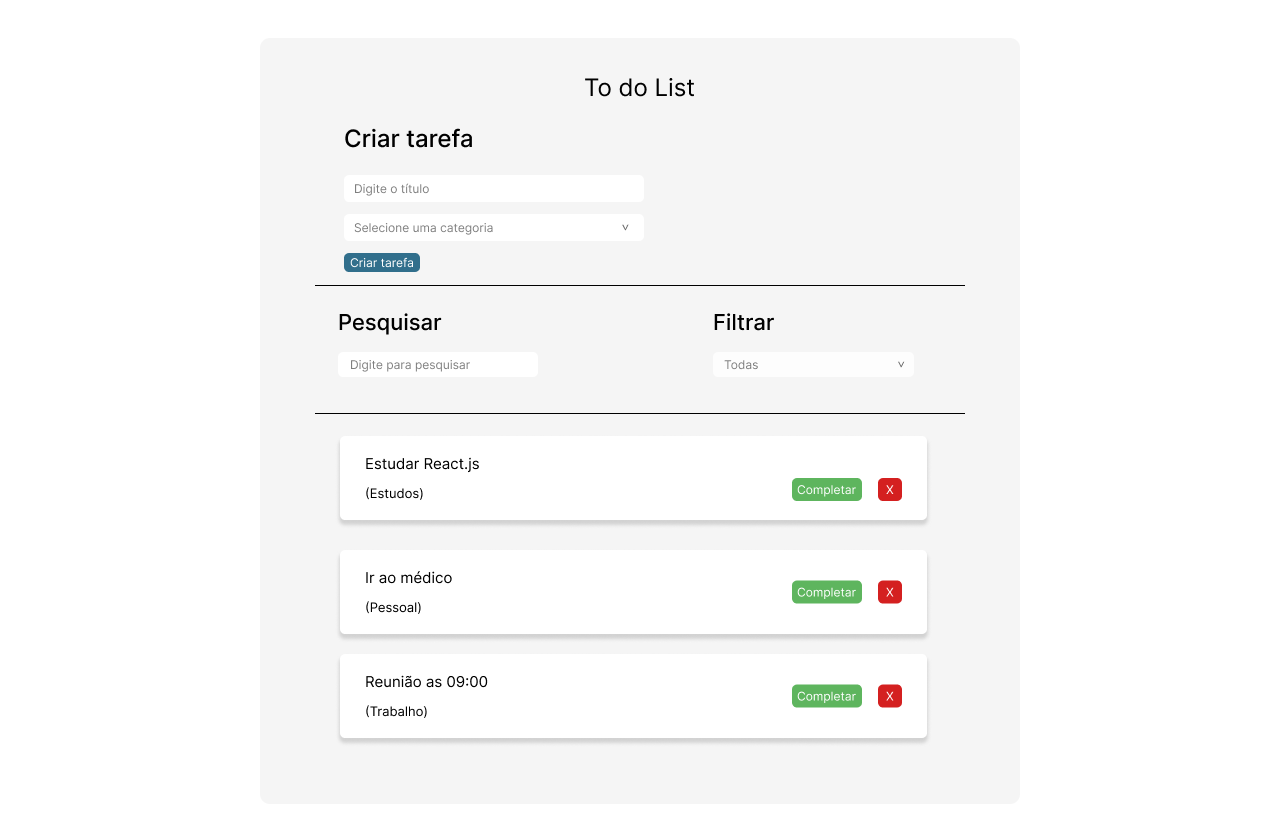 To do List
Criar tarefa
Digite o título
Selecione uma categoria v
Criar tarefa
Pesquisar Filtrar
Digite para pesquisar Todas v
Estudar React.js
(Estudos) Completar X
Ir ao médico
Completar X
(Pessoal)
Reunião as 09:00
Completar X
(Trabalho)